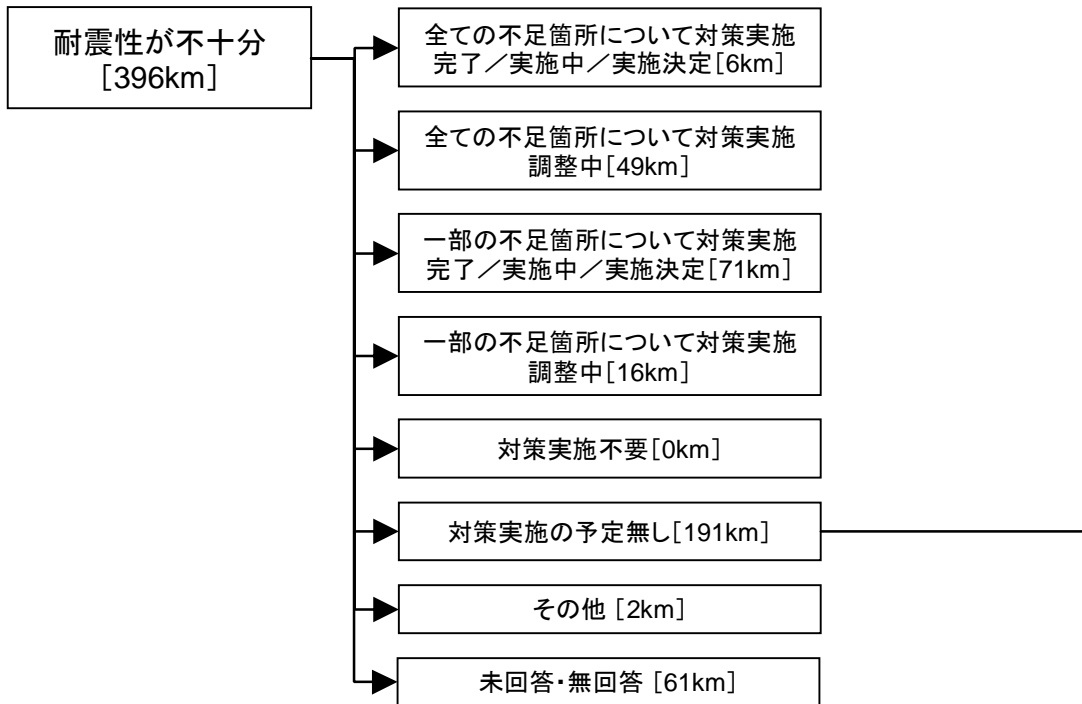 耐震性が不十分
［396km］
全ての不足箇所について対策実施
完了／実施中／実施決定［6km］
全ての不足箇所について対策実施
調整中［49km］
一部の不足箇所について対策実施
完了／実施中／実施決定［71km］
一部の不足箇所について対策実施
調整中［16km］
対策実施不要［0km］
対策実施の予定無し［191km］
その他 ［2km］
未回答・無回答 ［61km］